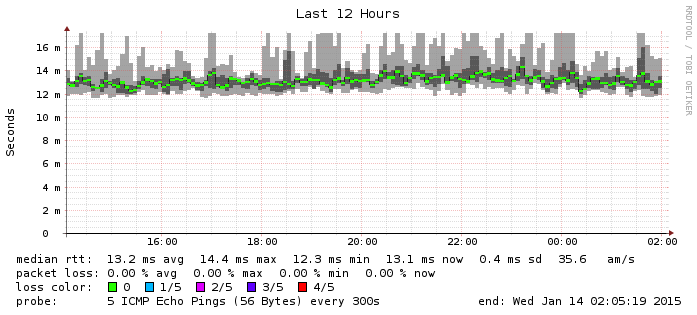 Last 12 Hours
RRDTOOL / TOBI OETIKER
Seconds
16 m
14 m
12 m
10 m
8 m
6 m
4 m
2 m
0
16:00 18:00 20:00 22:00 00:00 02:00
median rtt: 13.2 ms avg 14.4 ms max 12.3 ms min 13.1 ms now 0.4 ms sd 35.6 am/s
packet loss: 0.00 % avg 0.00 % max 0.00 % min 0.00 % now
loss color: 0 1/5 2/5 3/5 4/5
probe: 5 ICMP Echo Pings (56 Bytes) every 300s end: Wed Jan 14 02:05:19 2015